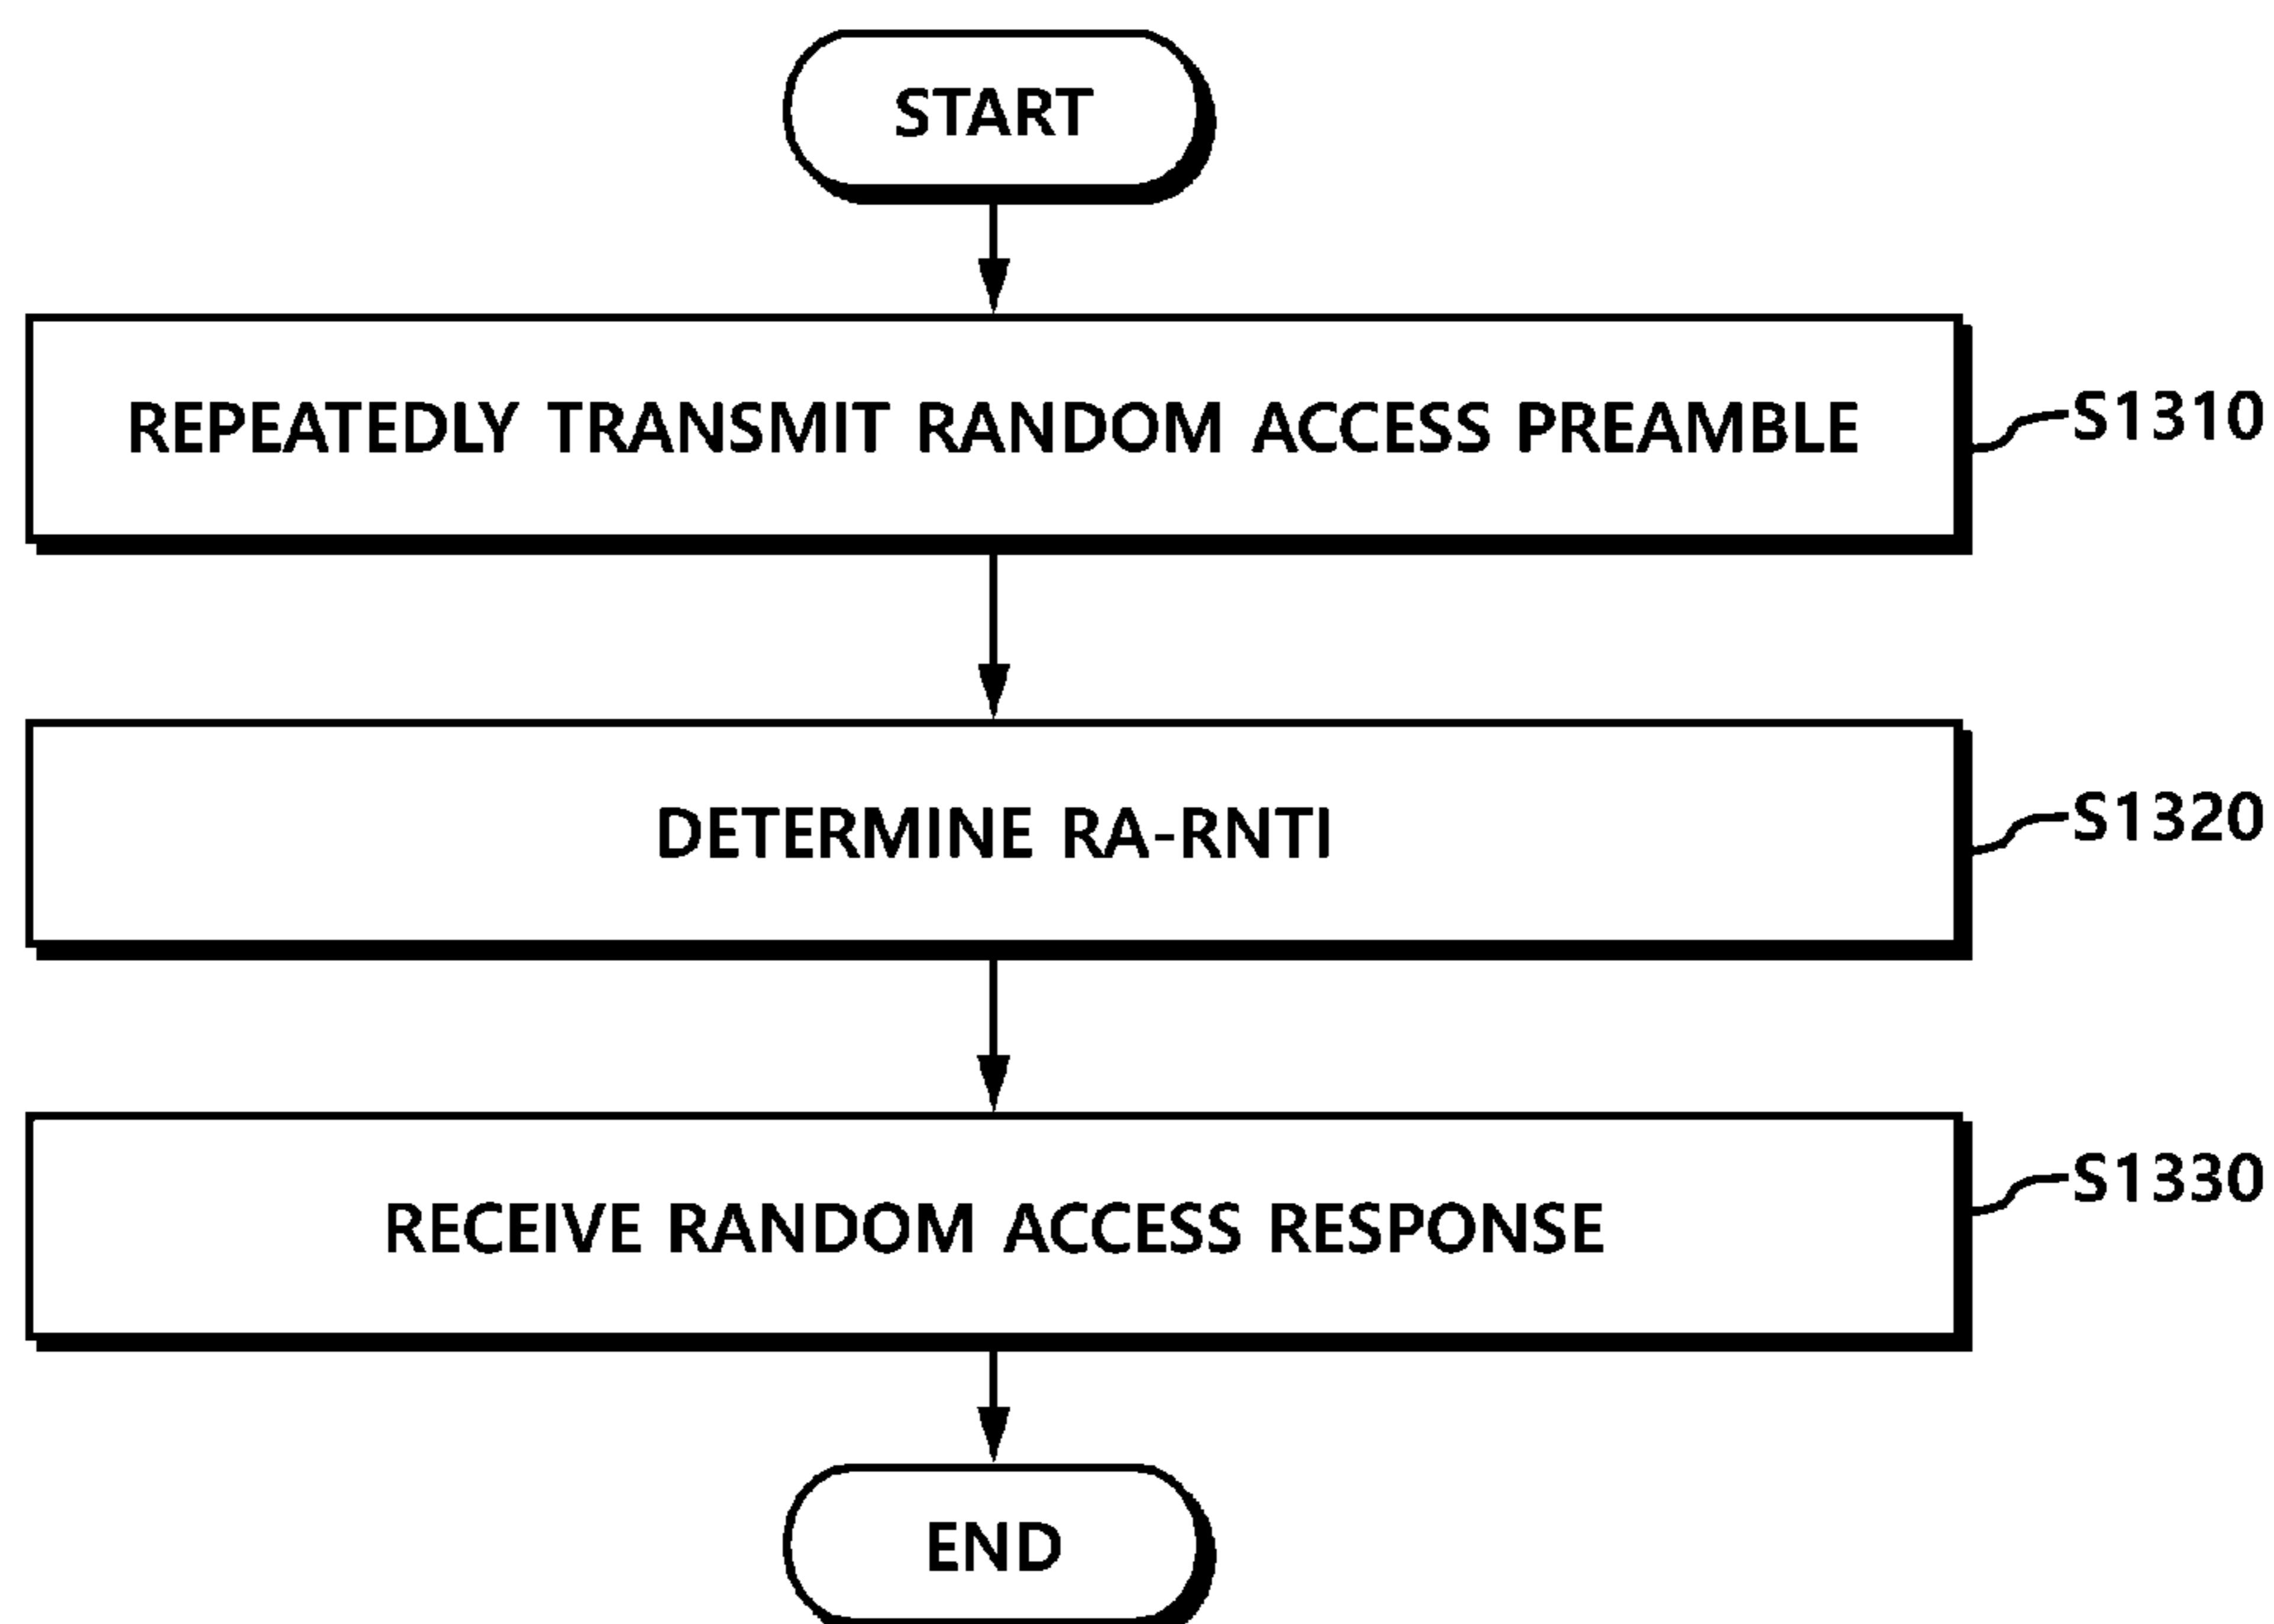 START
REPEATEDLY TRANSMIT RANDOM ACCESS PREAMBLE
S1310
DETERMINE RA-RNTI
S1320
RECEIVE RANDOM ACCESS RESPONSE
S1330
END